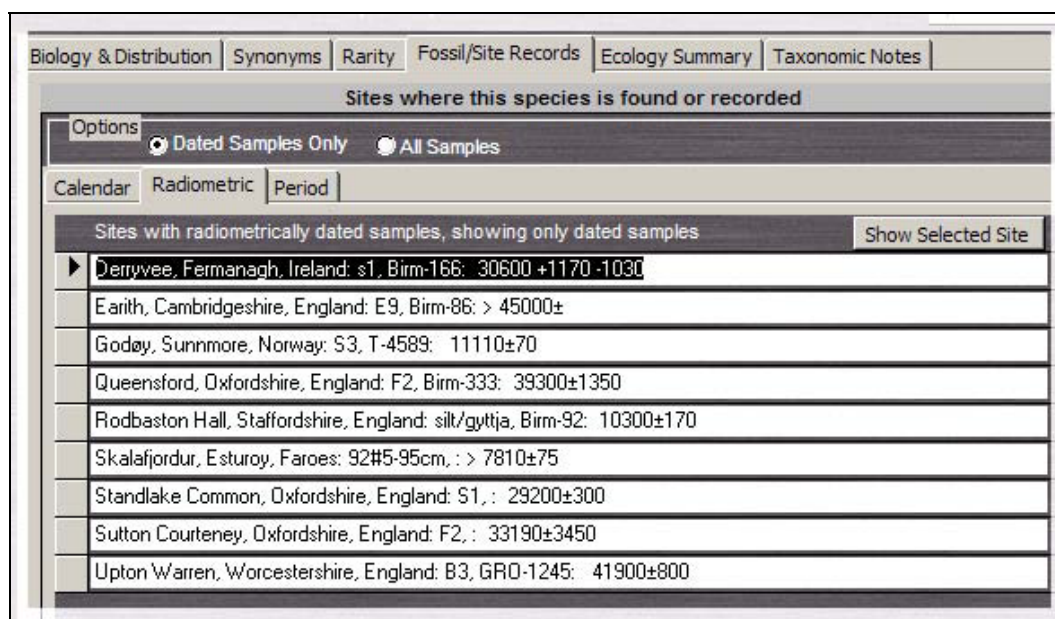 Biology & Distribution Synonyms Rarity Fossil/Site Records Ecology Summary Taxonomic Notes
Sites where this species is found or recorded
Options
Dated Samples Only All Samples
Calendar Radiometric Period
Sites with radiometrically dated samples, showing only dated samples Show Selected Site
Derryvee, Fermanagh, Ireland: s1, Birm-166: 30600 +1170 -1030
Earith, Cambridgeshire, England: E9, Birm-86: > 45000±
Godøy, Sunnmore, Norway: S3, T-4589: 11110±70
Queensford, Oxfordshire, England: F2, Birm-333: 39300±1350
Rodbaston Hall, Staffordshire, England: silt/gyttja, Birm-92: 10300±170
Skalafjordur, Esturoy, Faroes: 92#5-95cm, : > 7810±75
Standlake Common, Oxfordshire, England: S1, : 29200±300
Sutton Courteney, Oxfordshire, England: F2, : 33190±3450
Upton Warren, Worcestershire, England: B3, GRO-1245: 41900±800